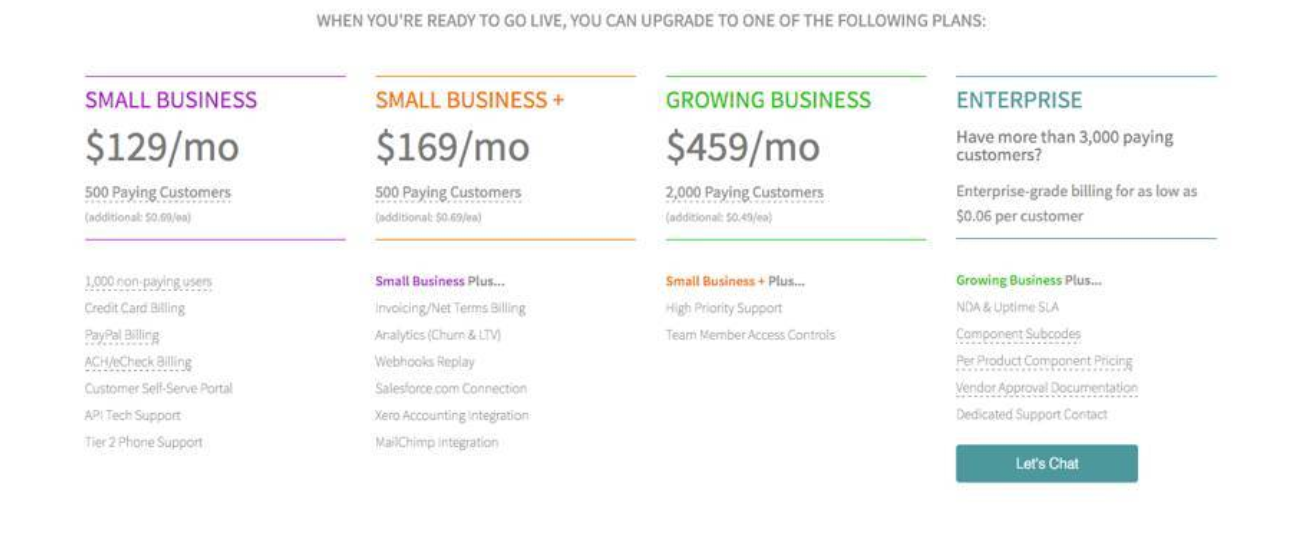 WHEN YOU'RE READY TO GO LIVE, YOU CAN UPGRADE TO ONE OF THE FOLLOWING PLANS:
SMALL BUSINESS
$129/mo
500 Paying Customers
(additional: $0.69/ea)
1,000 non-paying users
Credit Card Billing
PayPal Billing
ACH/eCheck Billing
Customer Self-Serve Portal
API Tech Support
Tier 2 Phone Support
SMALL BUSINESS +
$169/mo
500 Paying Customers
(additional: $0.69/ea)
Small Business Plus...
Invoicing/Net Terms Billing
Analytics (Churn & LTV)
Webhooks Replay
Salesforce.com Connection
Xero Accounting Integration
MailChimp Integration
GROWING BUSINESS
$459/mo
2,000 Paying Customers
(additional: $0.49/ea)
Small Business + Plus...
High Priority Support
Team Member Access Controls
ENTERPRISE
Have more than 3,000 paying
customers?
Enterprise-grade billing for as low as
$0.06 per customer
Growing Business Plus...
NDA & Uptime SLA
Component Subcodes
Per Product Component Pricing
Vendor Approval Documentation
Dedicated Support Contact
Let's Chat